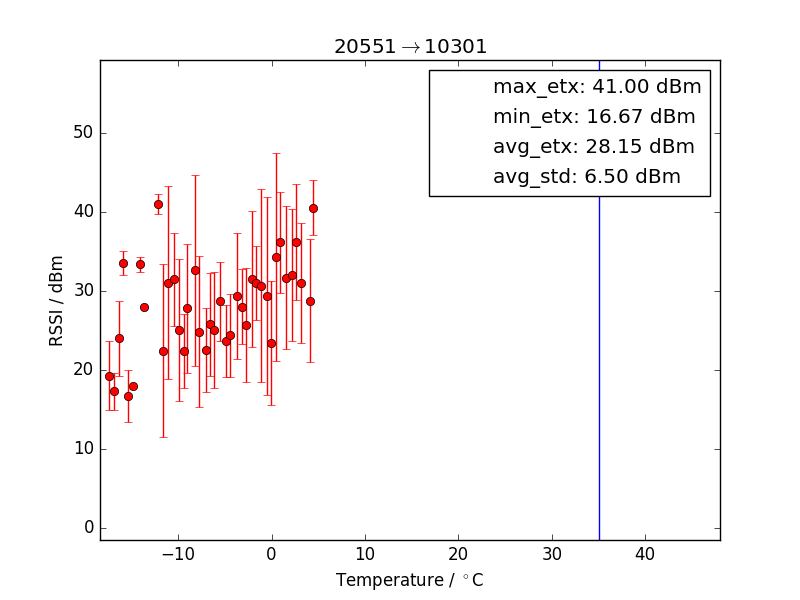 20551→10301
max_etx: 41.00 dBm
min_etx: 16.67 dBm
avg_etx: 28.15 dBm
avg_std: 6.50 dBm
RSSI / dBm
50
40
30
20
10
0
−10 0 10 20 30 40
Temperature / °C